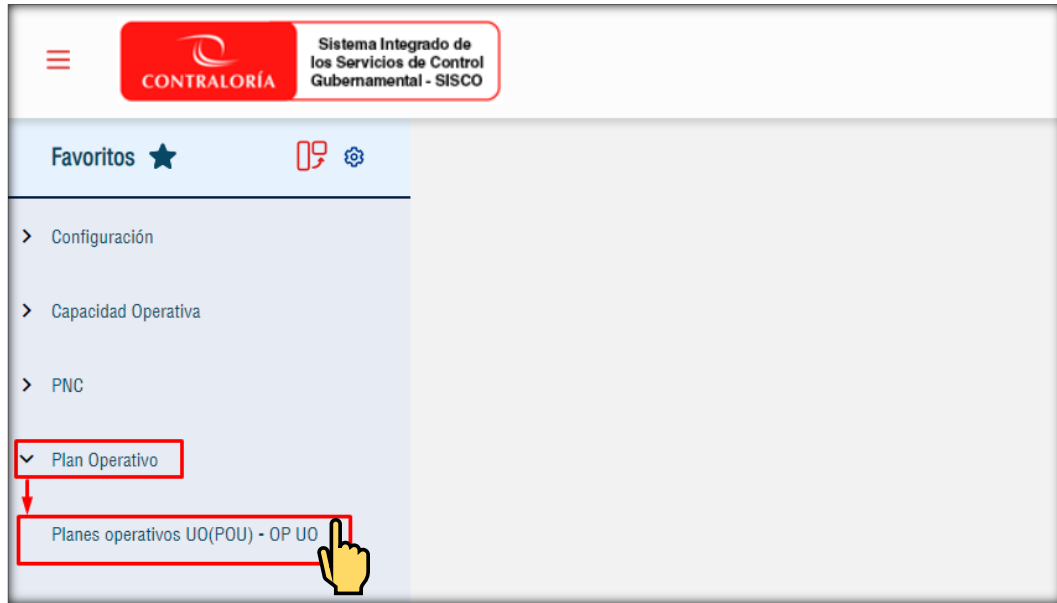 CONTRALORÍA
Sistema Integrado de
los Servicios de Control
Gubernamental - SISCO
Favoritos
Configuración
Capacidad Operativa
PNC
Plan Operativo
Planes operativos UO(POU) - OP UO